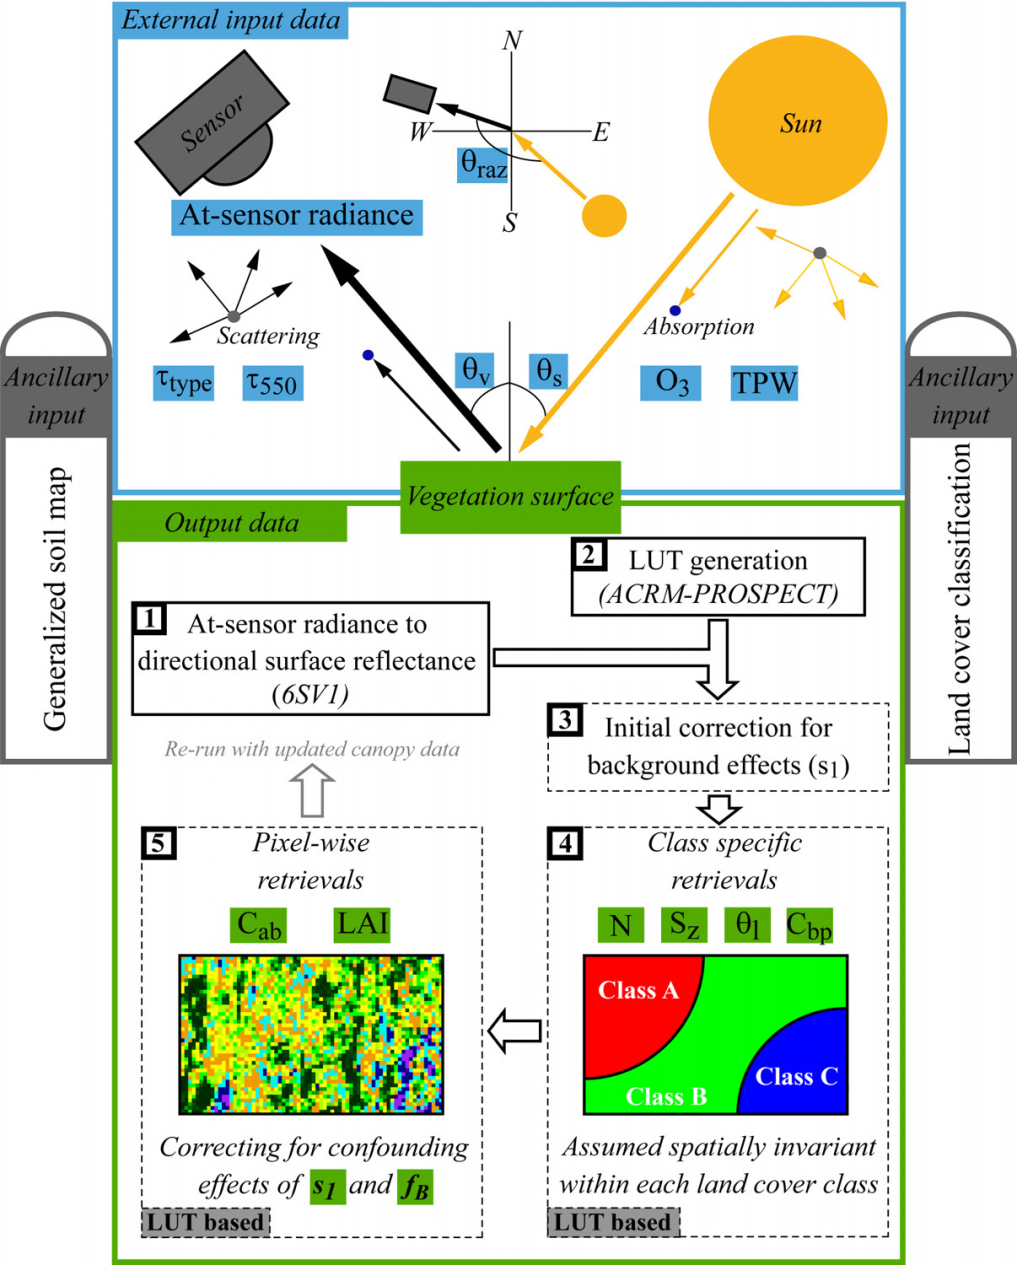 External input data
Sensor
N
W
E
S
θraz
Sun
At-sensor radiance
Scattering
Absorption
τtype
τ550
θv
θs
O3
TPW
Ancillary
input
Generalized soil map
Ancillary
input
Land cover classification
Vegetation surface
Output data
2
LUT generation
(ACRM-PROSPECT)
1
At-sensor radiance to
directional surface reflectance
(6SV1)
3
Initial correction for
background effects (s1)
Re-run with updated canopy data
5
Pixel-wise
retrievals
Cab
LAI
Correcting for confounding
effects of s1 and fB
LUT based
4
Class specific
retrievals
N
Sz
θl
Cbp
Class A
Class B
Class C
Assumed spatially invariant
within each land cover class
LUT based